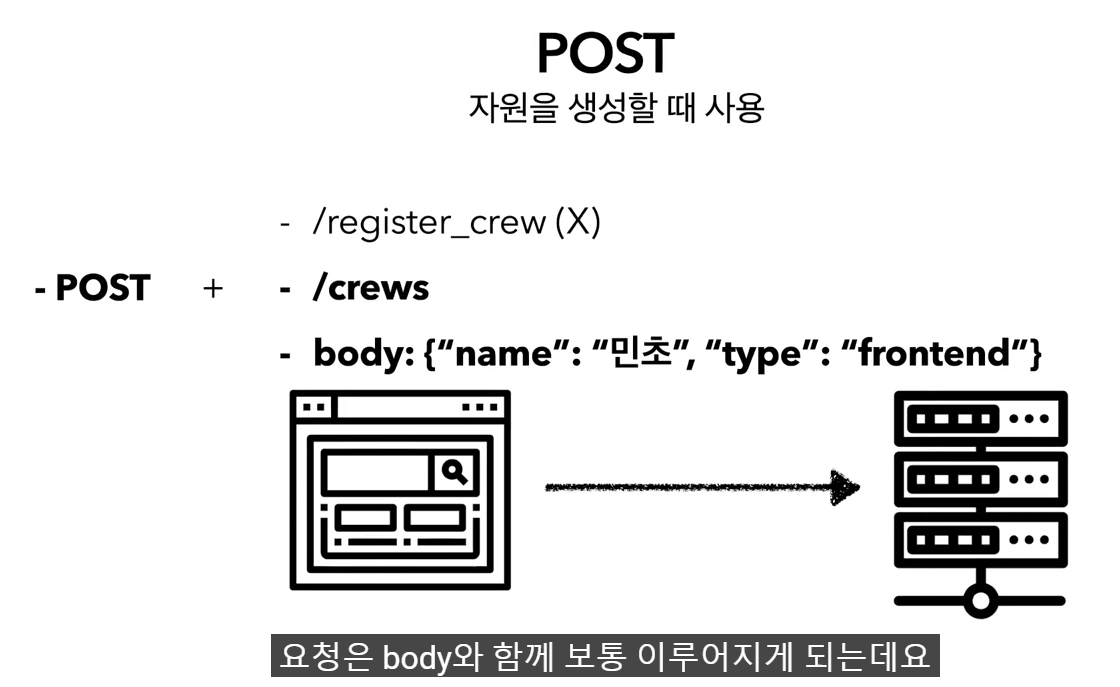 POST
자원을 생성할 때 사용
- /register_crew (X)
- POST + - /crews
- body: {“name”: “민초”, “type”: “frontend”}
요청은 body와 함께 보통 이루어지게 되는데요